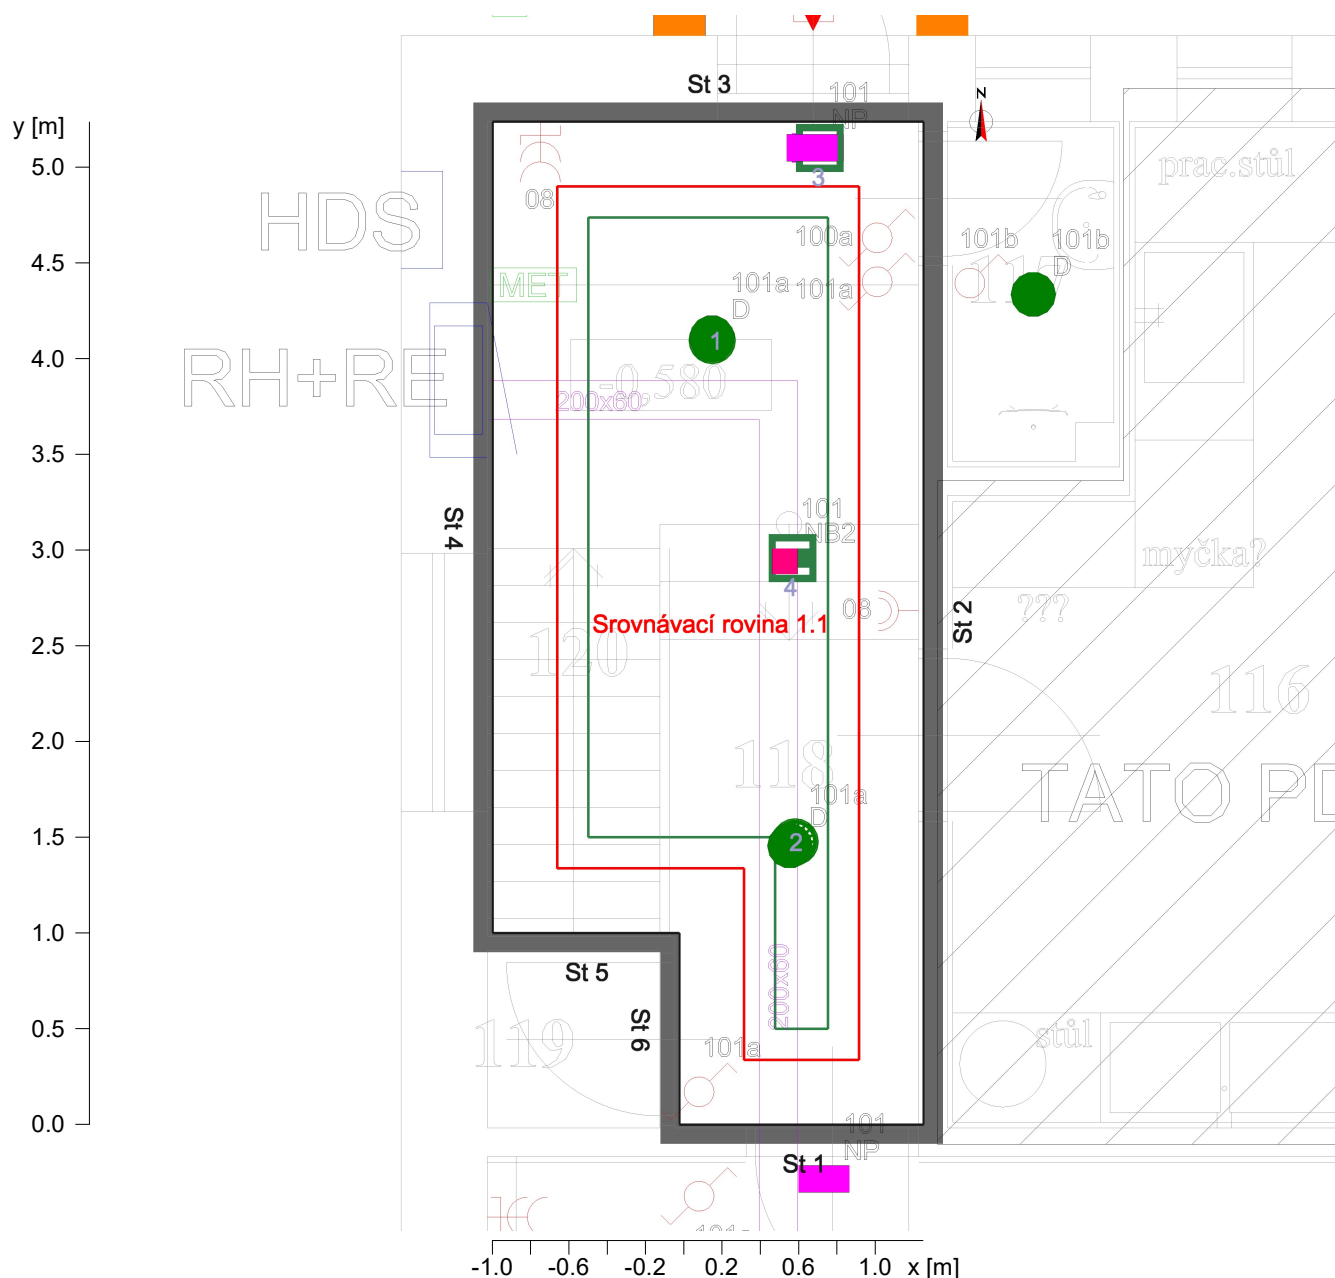 St 3
101
NP
y [m]
5.0
3
prac.stůl
08
HDS
100a
101b
101b
D
115
4.5
MET
101a
D
101a
1
4.0
RH+RE
-0,580
200x60
3.5
St 4
101
NB2
3.0
myčka?
4
08
???
2.5
Srovnávací rovina 1.1
St 2
120
116
2.0
118
TATO PD
101a
D
1.5
2
1.0
St 5
200x60
0.5
St 6
119
101a
stůl
0.0
101
NP
St 1
-1.0
-0.6
-0.2
0.2
0.6
1.0
x [m]
N